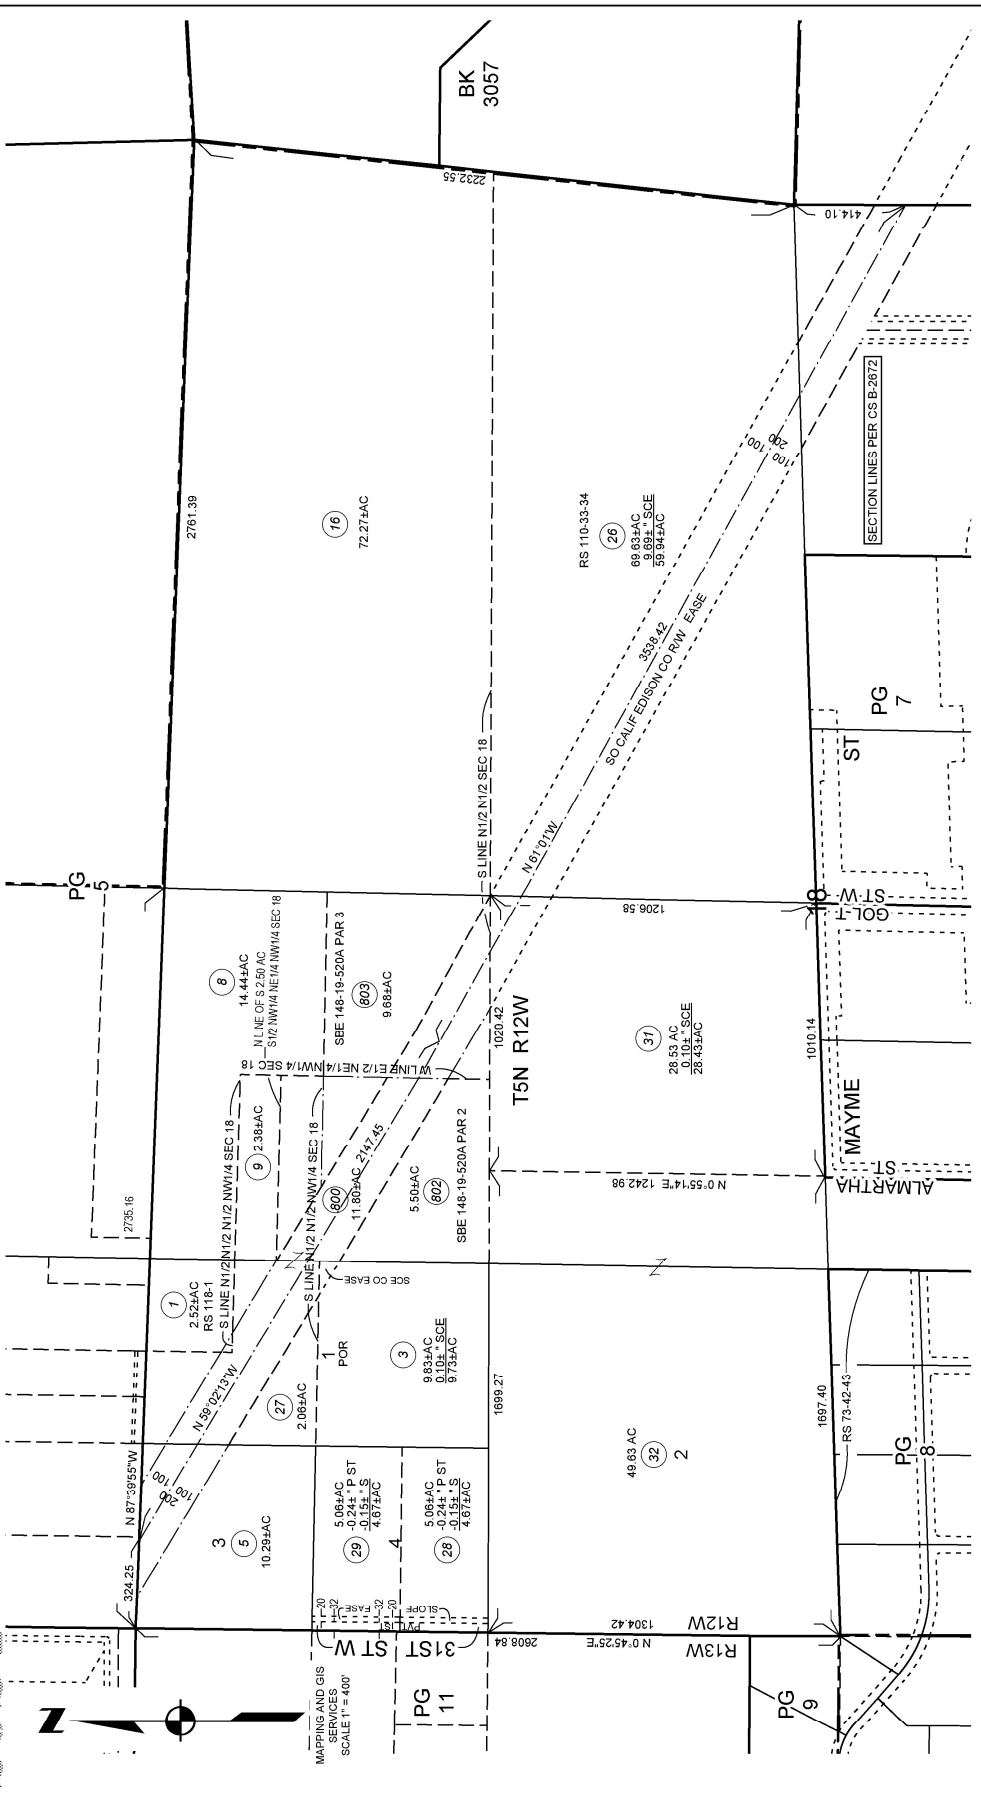 BK
3057
2232.55
414.10
2761.39
16
72.27±AC
RS 110-33-34
26
69.63±AC
9.69± " SCE
59.94±AC
100
100
200
SECTION LINES PER CS B-2672
3538.42
SO CALIF EDISON CO R/W EASE
N 61°01'W
S LINE N1/2 N1/2 SEC 18
PG
7
ST
PG
5
18
GOLT
ST W
1206.58
8
14.44±AC
N LINE OF S 2.50 AC
S1/2 NW1/4 NE1/4 NW1/4 SEC 18
SBE 148-19-520A PAR 3
803
9.68±AC
1020.42
T5N R12W
31
28.53 AC
0.10± " SCE
28.43±AC
1010.14
W LINE E1/2 NE1/4 NW1/4 SEC 18
MAYME
ALMARTHA
ST
N 0°55'14"E 1242.98
2735.16
9
2.38±AC
S LINE N1/2 N1/2 N1/2 NW1/4 SEC 18
S LINE N1/2 N1/2 NW1/4 SEC 18
2147.45
800
11.80±AC
5.50±AC
802
SBE 148-19-520A PAR 2
1
2.52±AC
RS 118-1
SCE CO EASE
1
POR
3
9.83±AC
0.10± " SCE
9.73±AC
N 59°02'13"W
27
2.06±AC
1699.27
1697.40
RS 73-42-43
49.63 AC
32
2
PG
8
N 87°39'55"W
100
100
200
324.25
3
5
10.29±AC
5.06±AC
-0.24± " P ST
-0.15± " S
4.67±AC
29
4
5.06±AC
-0.24± " P ST
-0.15± " S
4.67±AC
28
20
32
EASE
32
20
SLOPE
PVT
ST
31ST ST W
2608.84
N 0°45'25"E
1304.42
R12W
R13W
N
MAPPING AND GIS
SERVICES
SCALE 1" = 400'
PG
11
PG
9